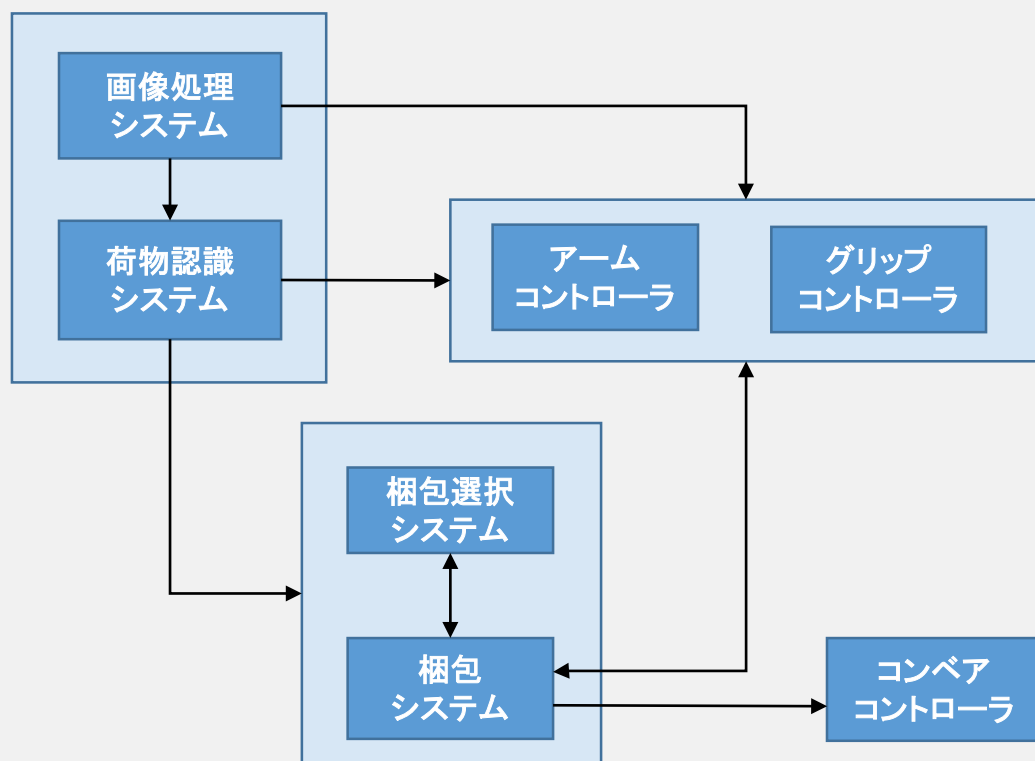 画像処理
システム
荷物認識
システム
アーム
コントローラ
グリップ
コントローラ
梱包選択
システム
梱包
システム
コンベア
コントローラ